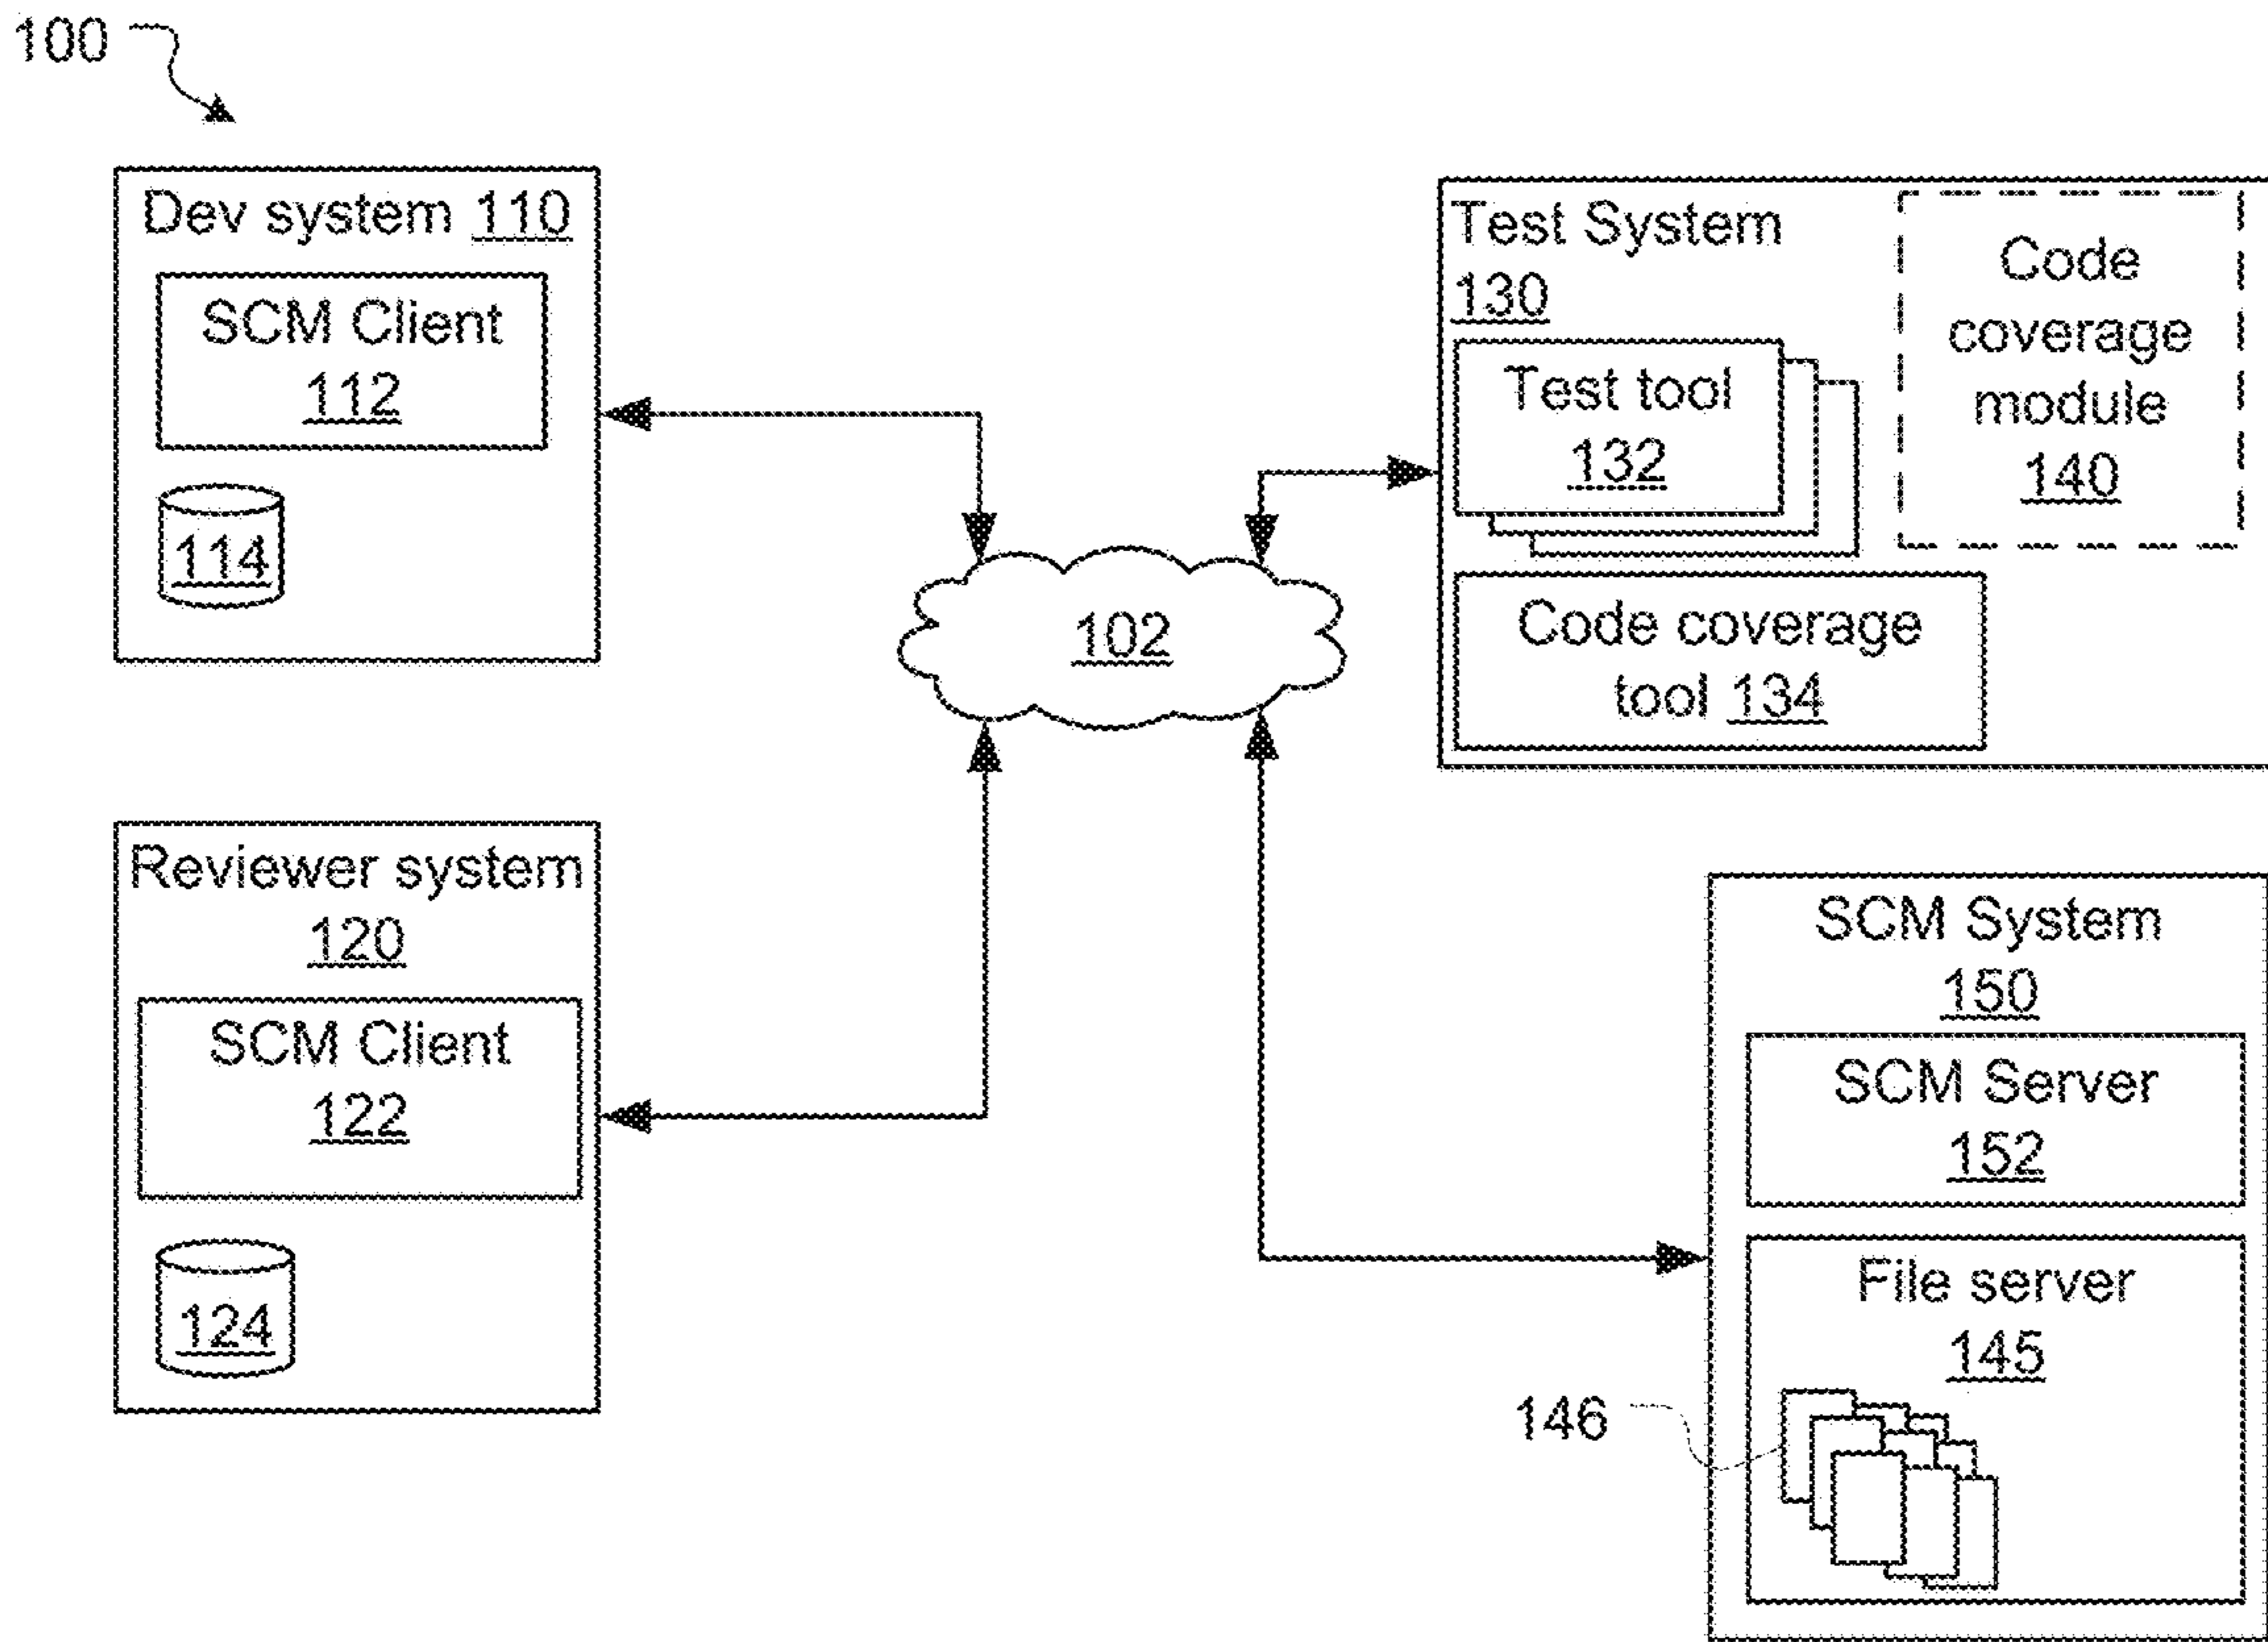 100
Dev system 110
SCM Client
112
114
Test System
130
Test tool
132
Code coverage
tool 134
Code
coverage
module
140
102
Reviewer system
120
SCM Client
122
124
SCM System
150
SCM Server
152
File server
145
146